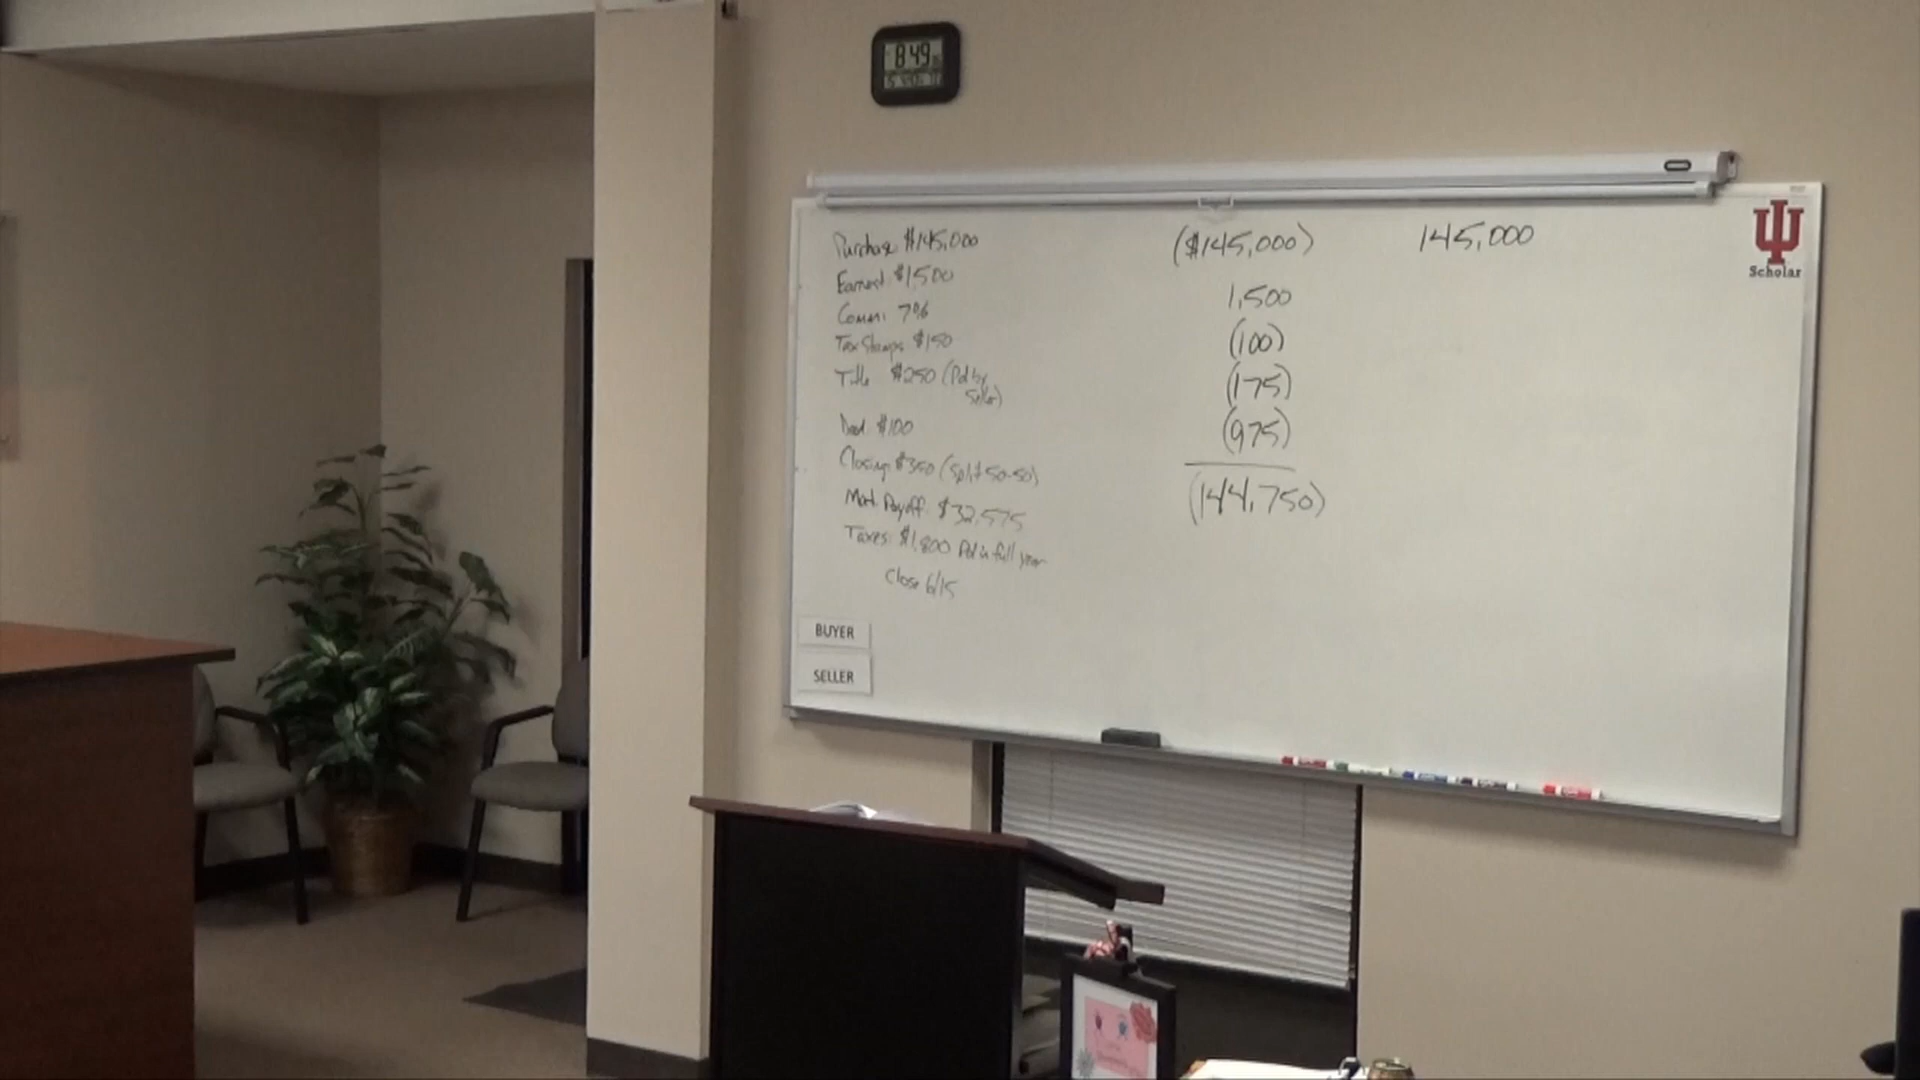 8:49
Purchase $145,000
Earnest $1500
Comm: 7%
Tax Stamps $150
Title $250 (Pd by
Seller)
Deed $100
Closing $350 (Split 50-50)
Mort. Payoff $32,575
Taxes: $1,800 Pd in full year
Close 6/15
BUYER
SELLER
($145,000)
1,500
(100)
(175)
(975)
(144,750)
145,000
IU
Scholar